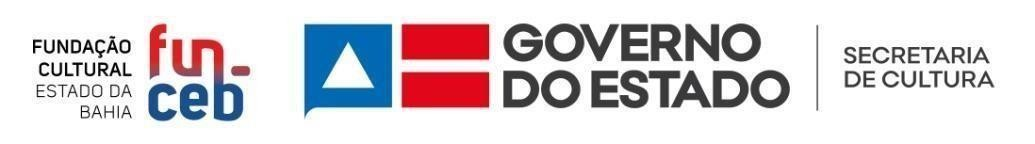 FUNDAÇÃO
CULTURAL
ESTADO DA
BAHIA
fun-
ceb
GOVERNO
DO ESTADO
SECRETARIA
DE CULTURA